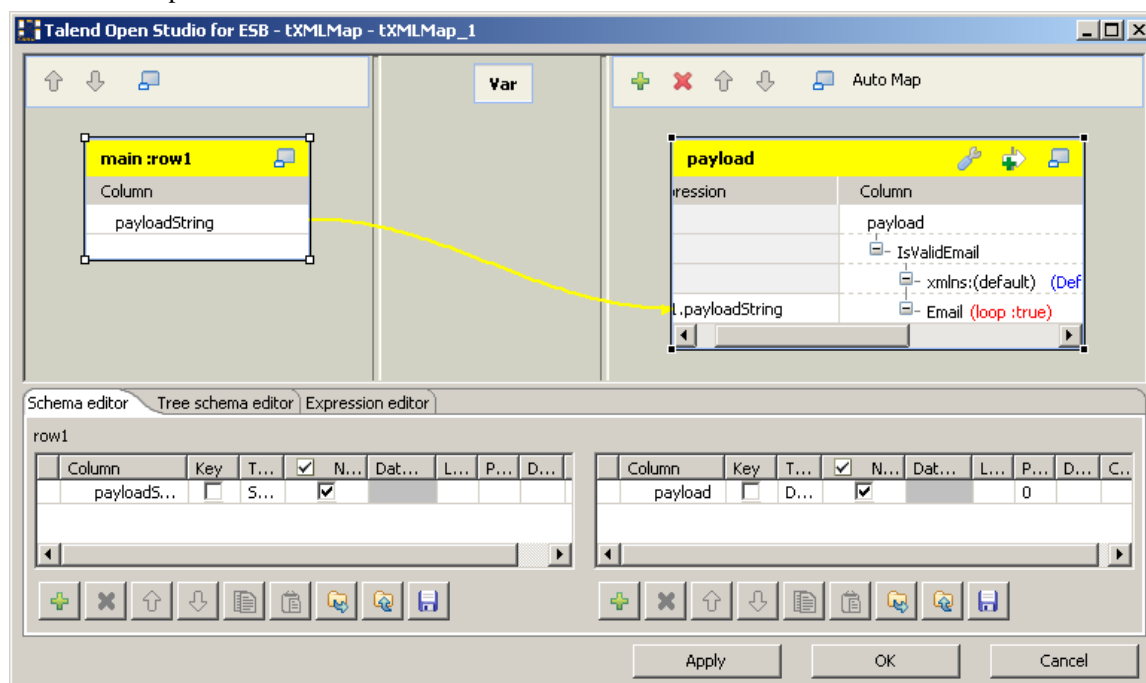 Talend Open Studio for ESB - tXMLMap - tXMLMap_1
Var
Auto Map
main :row1
Column
payloadString
payload
ression Column
payload
IsValidEmail
xmlns:(default) (Def
1.payloadString Email (loop :true)
Schema editor Tree schema editor Expression editor
row1
Column Key T... N... Dat... L... P... D...
payloadS... S...
Column Key T... N... Dat... L... P... D... C..
payload D... 0
Apply OK Cancel